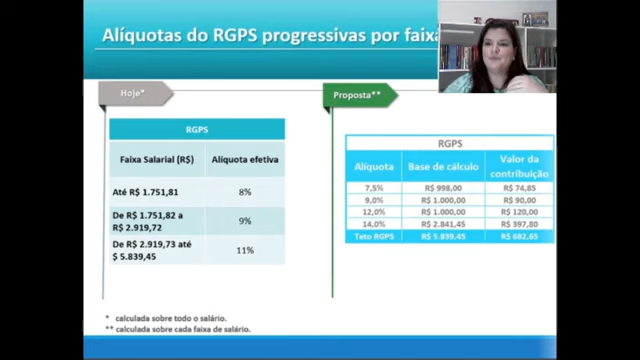 Alíquotas do RGPS progressivas por faixa
Hoje*
RGPS
Faixa Salarial (R$) Alíquota efetiva
Até R$ 1.751,81 8%
De R$ 1.751,82 a
R$ 2.919,72 9%
De R$ 2.919,73 até
$ 5.839,45 11%
Proposta**
RGPS
Alíquota Base de cálculo Valor da
contribuição
7,5% R$ 998,00 R$ 74,85
9,0% R$ 1.000,00 R$ 90,00
12,0% R$ 1.000,00 R$ 120,00
14,0% R$ 2.841,45 R$ 397,80
Teto RGPS R$ 5.839,45 R$ 682,65
* calculada sobre todo o salário.
** calculada sobre cada faixa de salário.